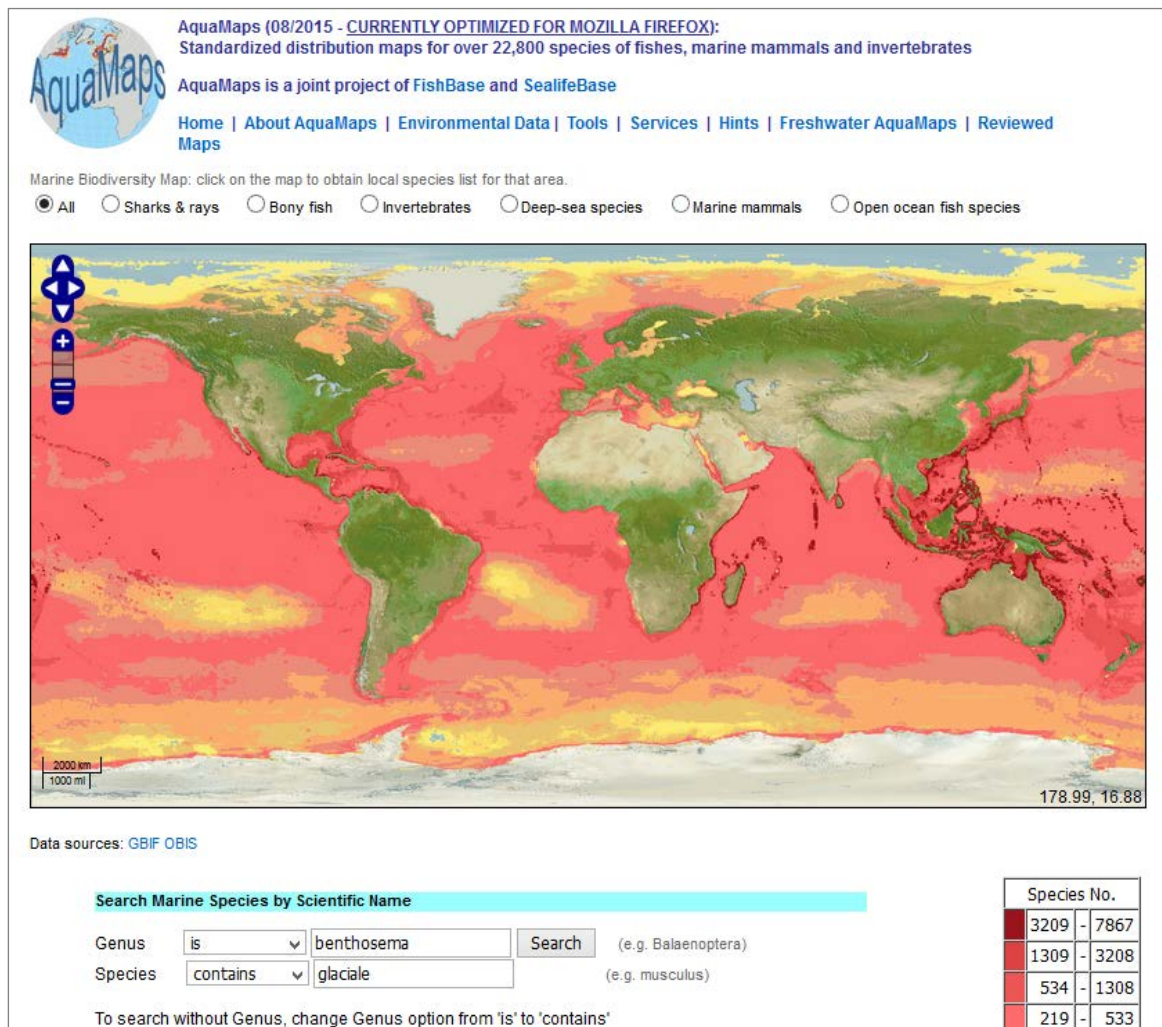 AquaMaps
AquaMaps (08/2015 - CURRENTLY OPTIMIZED FOR MOZILLA FIREFOX):
Standardized distribution maps for over 22,800 species of fishes, marine mammals and invertebrates
AquaMaps is a joint project of FishBase and SealifeBase
Home | About AquaMaps | Environmental Data | Tools | Services | Hints | Freshwater AquaMaps | Reviewed
Maps
Marine Biodiversity Map: click on the map to obtain local species list for that area.
All Sharks & rays Bony fish Invertebrates Deep-sea species Marine mammals Open ocean fish species
2000 km
1000 mi
178.99, 16.88
Data sources: GBIF OBIS
Search Marine Species by Scientific Name
Genus is benthosema Search (e.g. Balaenoptera)
Species contains glaciale (e.g. musculus)
To search without Genus, change Genus option from 'is' to 'contains'
Species No.
3209 - 7867
1309 - 3208
534 - 1308
219 - 533